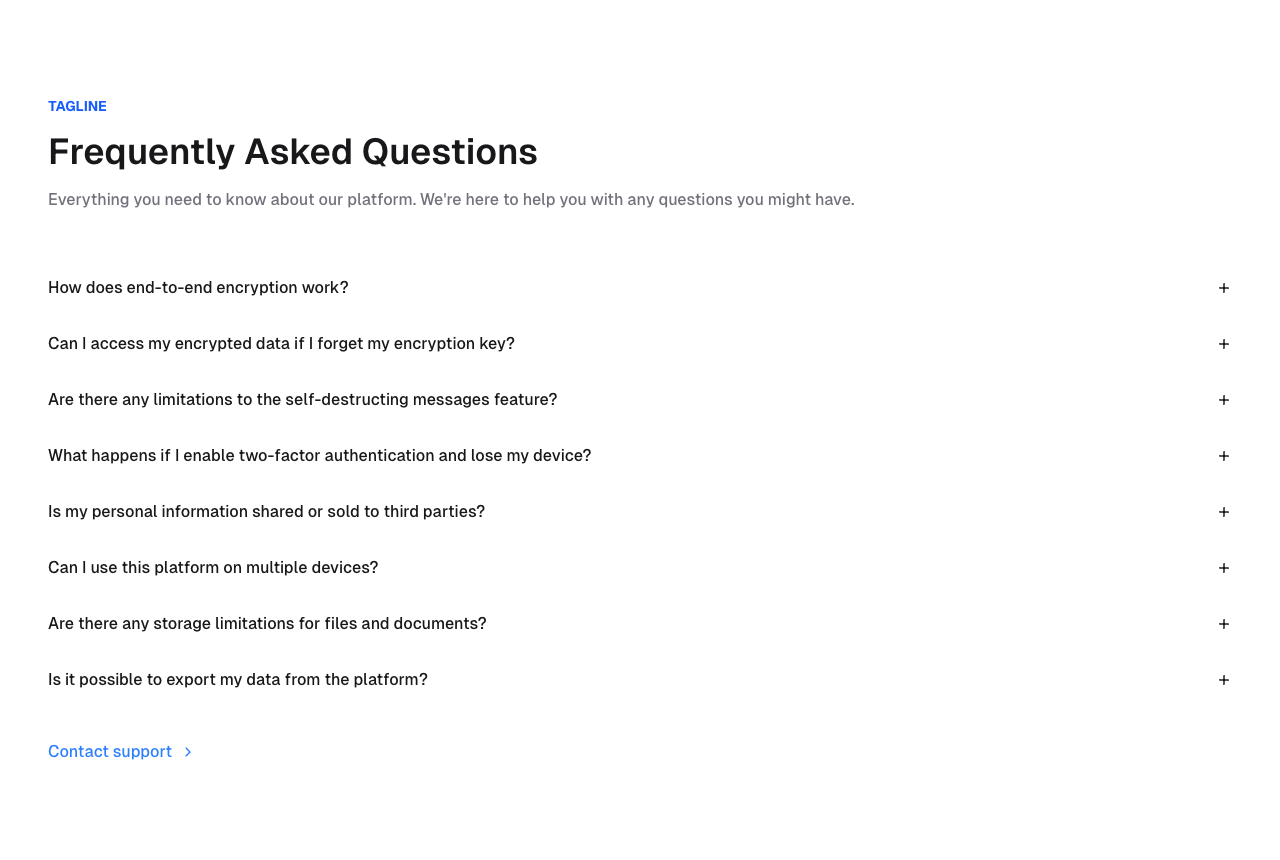 TAGLINE
Frequently Asked Questions
Everything you need to know about our platform. We're here to help you with any questions you might have.
How does end-to-end encryption work?
Can I access my encrypted data if I forget my encryption key?
Are there any limitations to the self-destructing messages feature?
What happens if I enable two-factor authentication and lose my device?
Is my personal information shared or sold to third parties?
Can I use this platform on multiple devices?
Are there any storage limitations for files and documents?
Is it possible to export my data from the platform?
Contact support